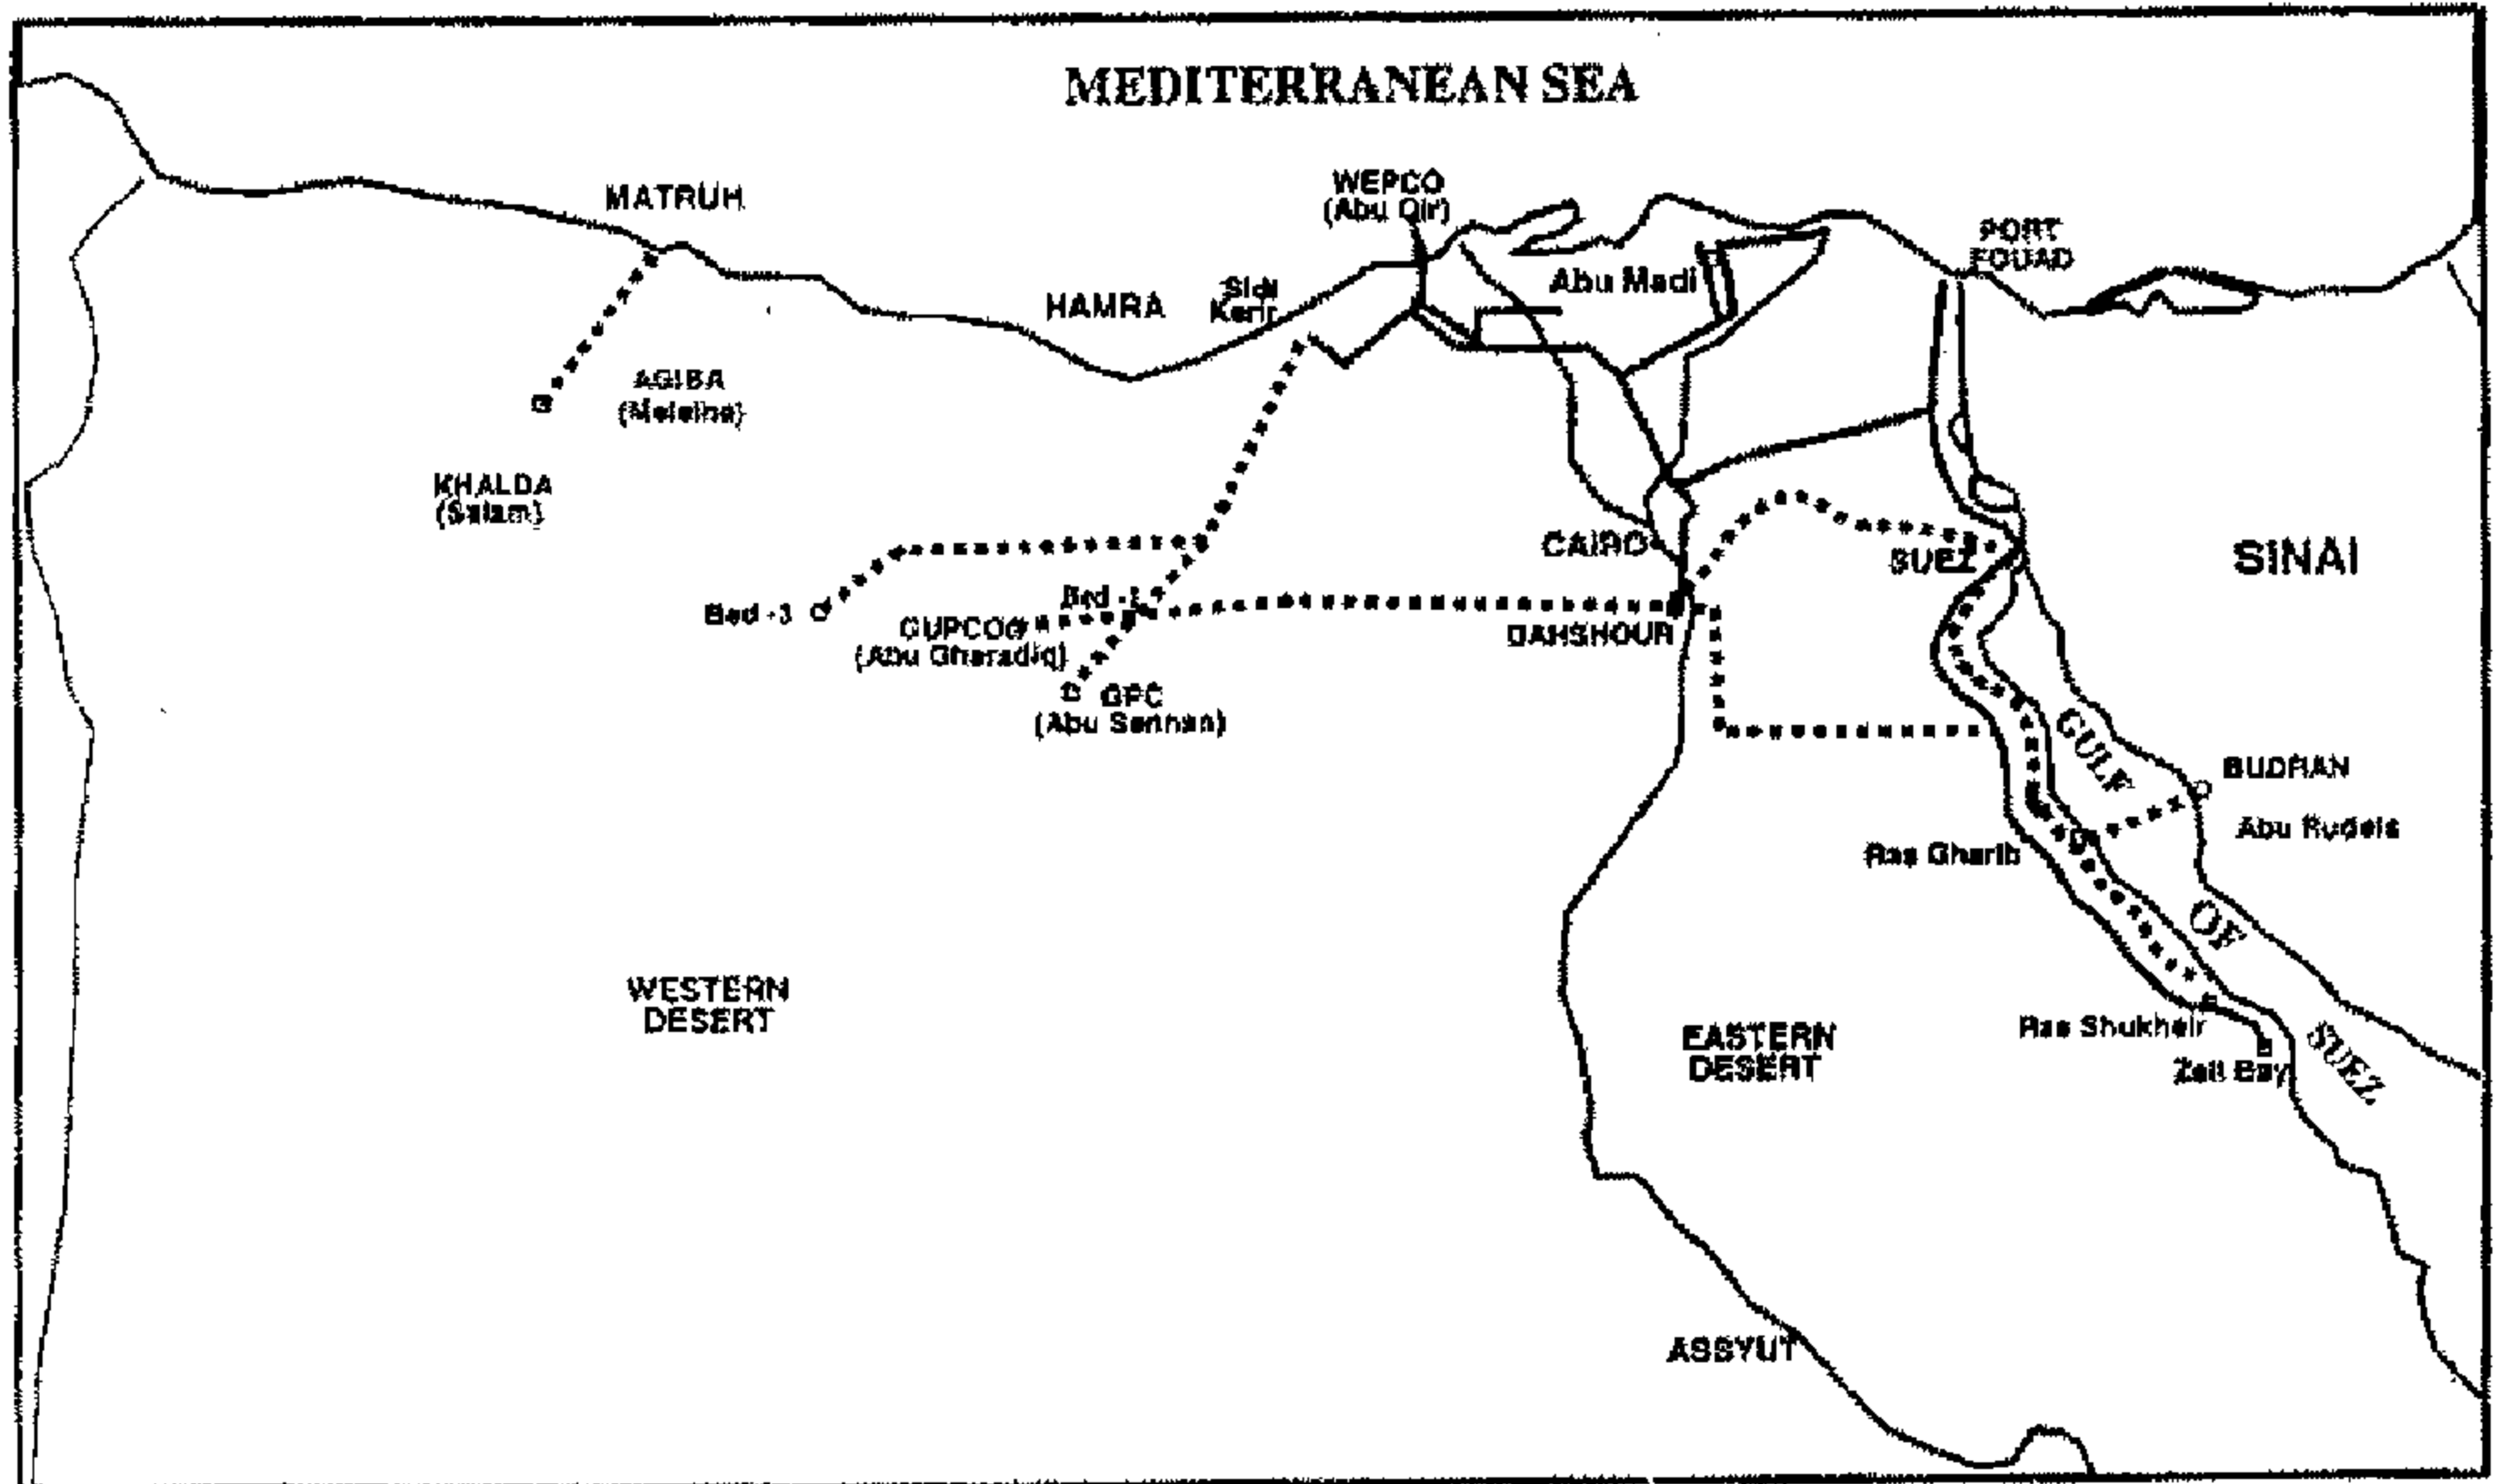 MEDITERRANEAN SEA
MATRUH
WEPCO
(Abu Qir)
PORT
FOUAD
Abu Madi
HAMRA
Sidi
Kerir
AGIBA
(Meleiha)
KHALDA
(Salam)
CAIRO
SUEZ
SINAI
Bed -3
GUPCO
(Abu Gharadiq)
DAHSHOUR
GPC
(Abu Sennan)
GULF
OF
SUEZ
BUDRAN
Abu Rudeis
Ras Gharib
WESTERN
DESERT
EASTERN
DESERT
Ras Shukheir
Zeit Bay
ASSYUT